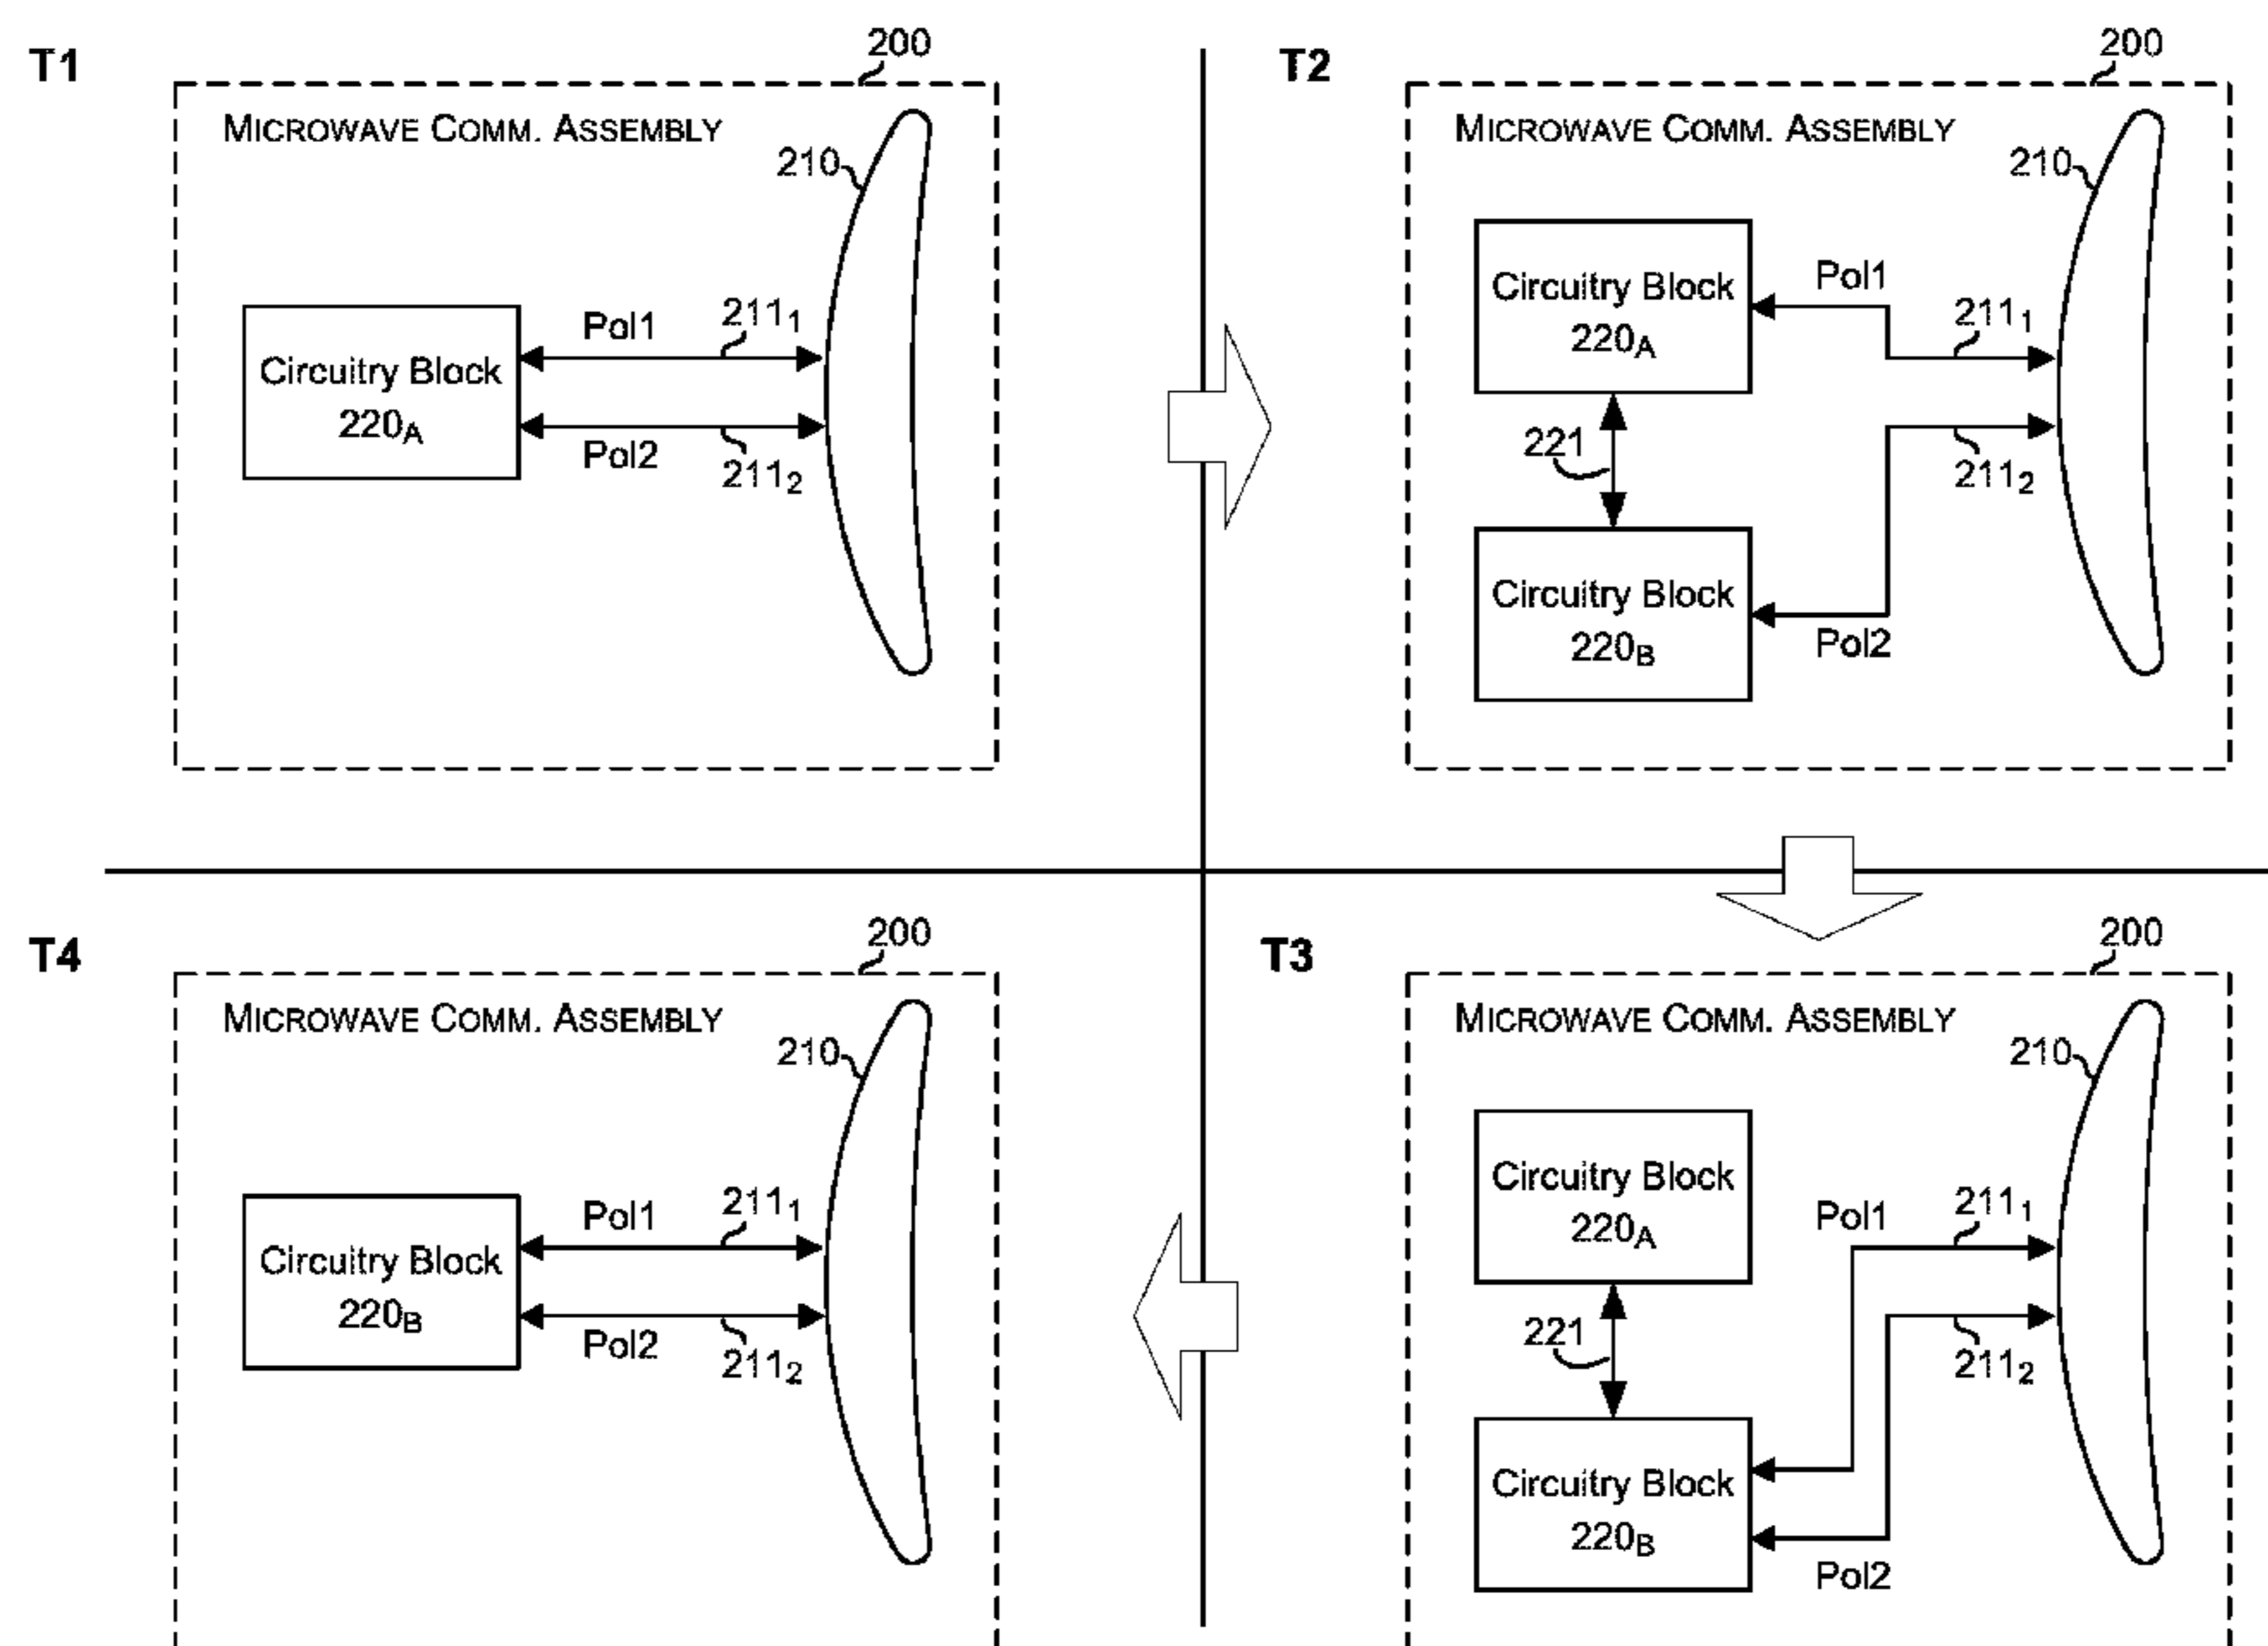 T1
200
MICROWAVE COMM. ASSEMBLY
210
Pol1
211₁
Circuitry Block
220A
Pol2
211₂
T2
200
MICROWAVE COMM. ASSEMBLY
210
Circuitry Block
220A
Pol1
211₁
221
211₂
Circuitry Block
220B
Pol2
T4
200
MICROWAVE COMM. ASSEMBLY
210
Pol1
211₁
Circuitry Block
220B
Pol2
211₂
T3
200
MICROWAVE COMM. ASSEMBLY
210
Circuitry Block
220A
Pol1
211₁
221
211₂
Circuitry Block
220B
Pol2